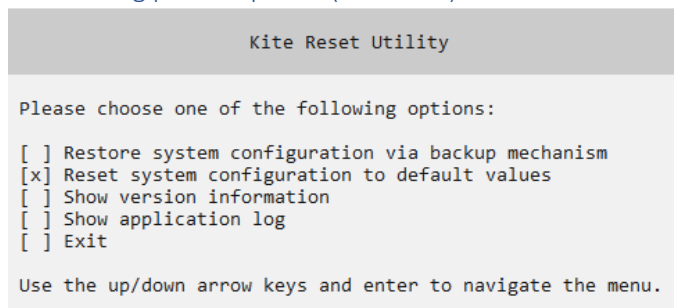 Kite Reset Utility
Please choose one of the following options:
[ ] Restore system configuration via backup mechanism
[x] Reset system configuration to default values
[ ] Show version information
[ ] Show application log
[ ] Exit
Use the up/down arrow keys and enter to navigate the menu.